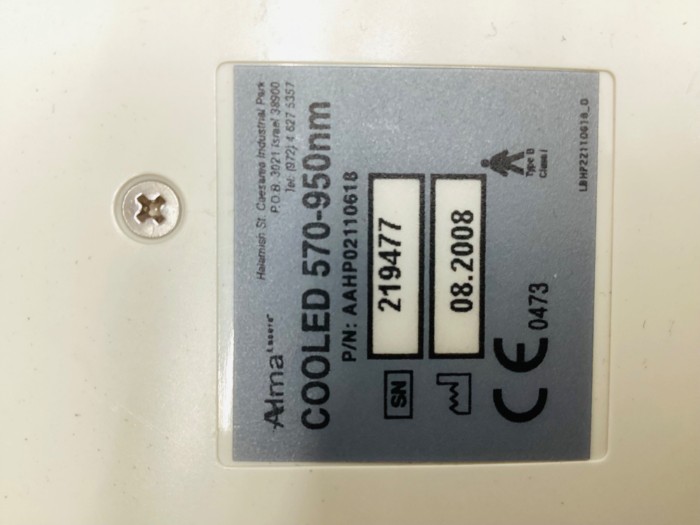 Alma Lasers
Halamish St. Caesarea Industrial Park
P.O.B. 3021 Israel 38900
Tel: (972) 4 627 5357
COOLED 570-950nm
P/N: AAHP02110618
SN 219477
08.2008
CE 0473
Type B
Class I
LBHP22110618_D